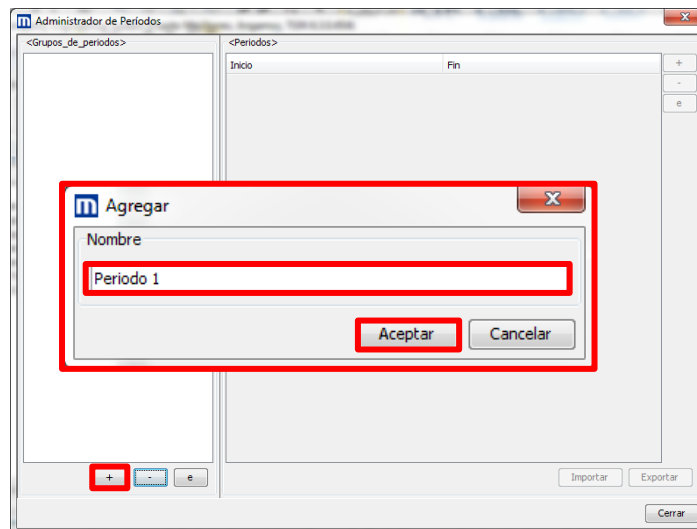 Administrador de Períodos
<Grupos_de_periodos>
<Periodos>
Inicio Fin
+
-
e
m Agregar
Nombre
Periodo 1
Aceptar Cancelar
+ - e
Importar Exportar
Cerrar